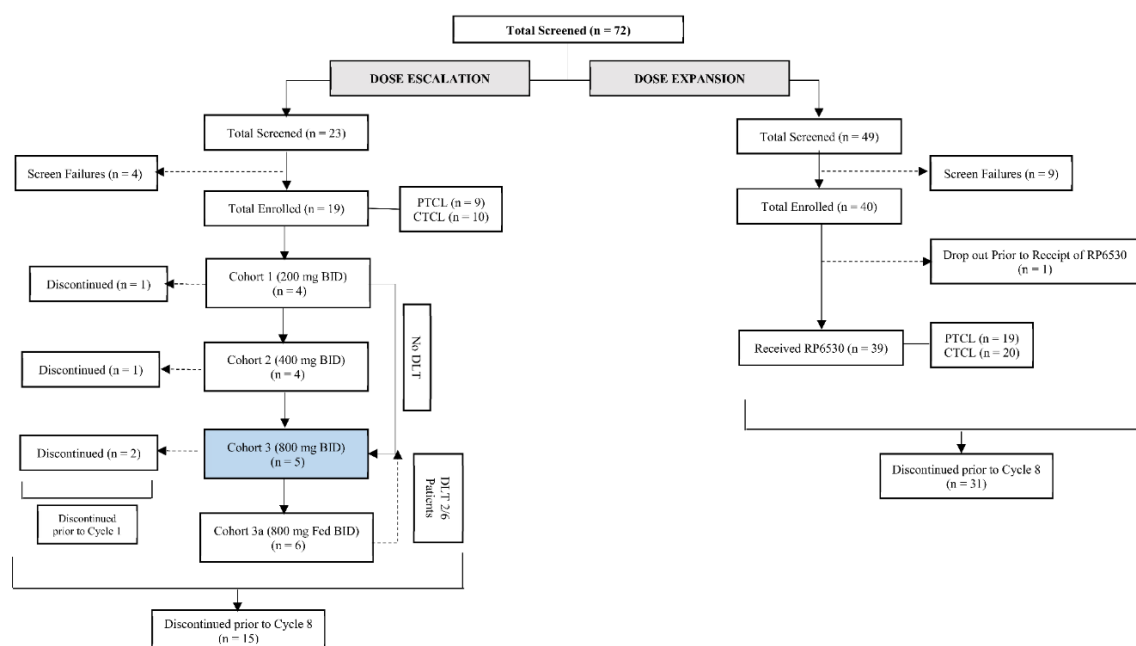 Total Screened (n = 72)
DOSE ESCALATION
DOSE EXPANSION
Total Screened (n = 23)
Screen Failures (n = 4)
Total Enrolled (n = 19)
PTCL (n = 9)
CTCL (n = 10)
Cohort 1 (200 mg BID)
(n = 4)
Discontinued (n = 1)
No DLT
Cohort 2 (400 mg BID)
(n = 4)
Discontinued (n = 1)
Cohort 3 (800 mg BID)
(n = 5)
Discontinued (n = 2)
DLT 2/6
Patients
Discontinued
prior to Cycle 1
Cohort 3a (800 mg Fed BID)
(n = 6)
Discontinued prior to Cycle 8
(n = 15)
Total Screened (n = 49)
Screen Failures (n = 9)
Total Enrolled (n = 40)
Drop out Prior to Receipt of RP6530
(n = 1)
Received RP6530 (n = 39)
PTCL (n = 19)
CTCL (n = 20)
Discontinued prior to Cycle 8
(n = 31)